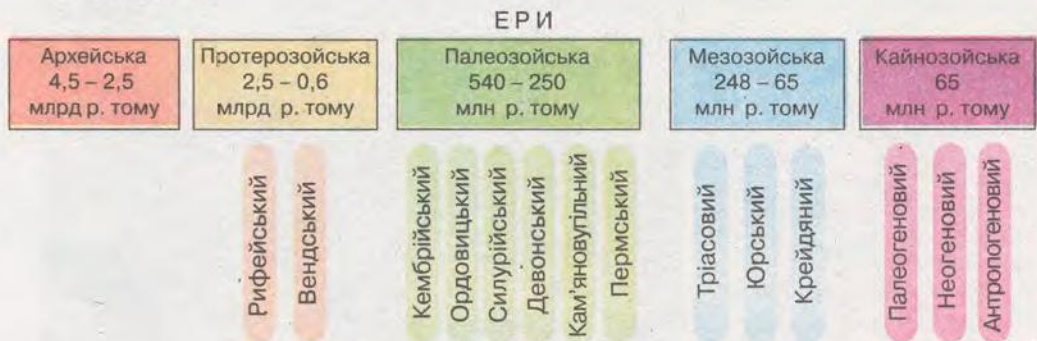 ЕРИ
Архейська
4,5 – 2,5
млрд р. тому
Протерозойська
2,5 – 0,6
млрд р. тому
Палеозойська
540 – 250
млн р. тому
Мезозойська
248 – 65
млн р. тому
Кайнозойська
65
млн р. тому
Рифейський
Вендський
Кембрійський
Ордовицький
Силурійський
Девонський
Кам'яновугільний
Пермський
Тріасовий
Юрський
Крейдяний
Палеогеновий
Неогеновий
Антропогеновий